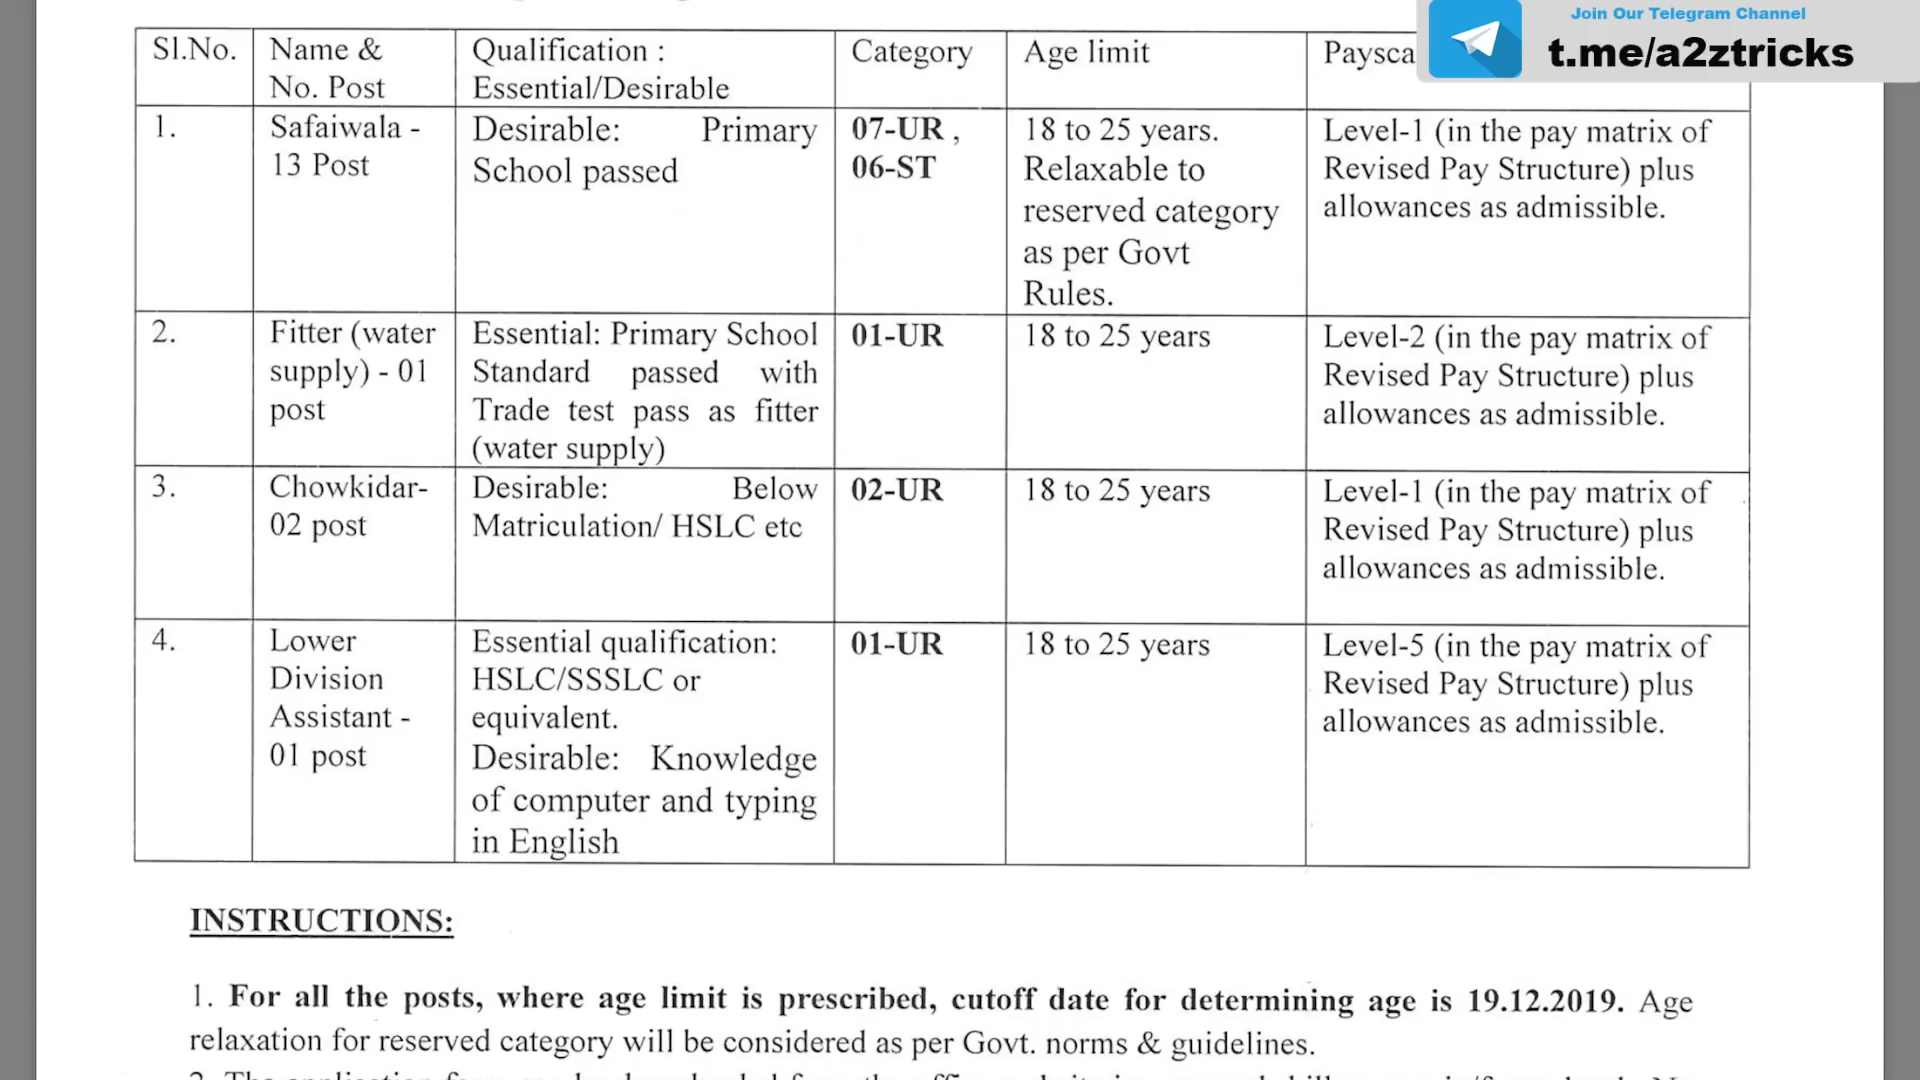 Join Our Telegram Channel
t.me/a2ztricks
Sl.No.
Name &
No. Post
Qualification :
Essential/Desirable
Category
Age limit
Paysca
1.
Safaiwala -
13 Post
Desirable: Primary
School passed
07-UR ,
06-ST
18 to 25 years.
Relaxable to
reserved category
as per Govt
Rules.
Level-1 (in the pay matrix of
Revised Pay Structure) plus
allowances as admissible.
2.
Fitter (water
supply) - 01
post
Essential: Primary School
Standard passed with
Trade test pass as fitter
(water supply)
01-UR
18 to 25 years
Level-2 (in the pay matrix of
Revised Pay Structure) plus
allowances as admissible.
3.
Chowkidar-
02 post
Desirable: Below
Matriculation/ HSLC etc
02-UR
18 to 25 years
Level-1 (in the pay matrix of
Revised Pay Structure) plus
allowances as admissible.
4.
Lower
Division
Assistant -
01 post
Essential qualification:
HSLC/SSSLC or
equivalent.
Desirable: Knowledge
of computer and typing
in English
01-UR
18 to 25 years
Level-5 (in the pay matrix of
Revised Pay Structure) plus
allowances as admissible.
INSTRUCTIONS:
1. For all the posts, where age limit is prescribed, cutoff date for determining age is 19.12.2019. Age
relaxation for reserved category will be considered as per Govt. norms & guidelines.